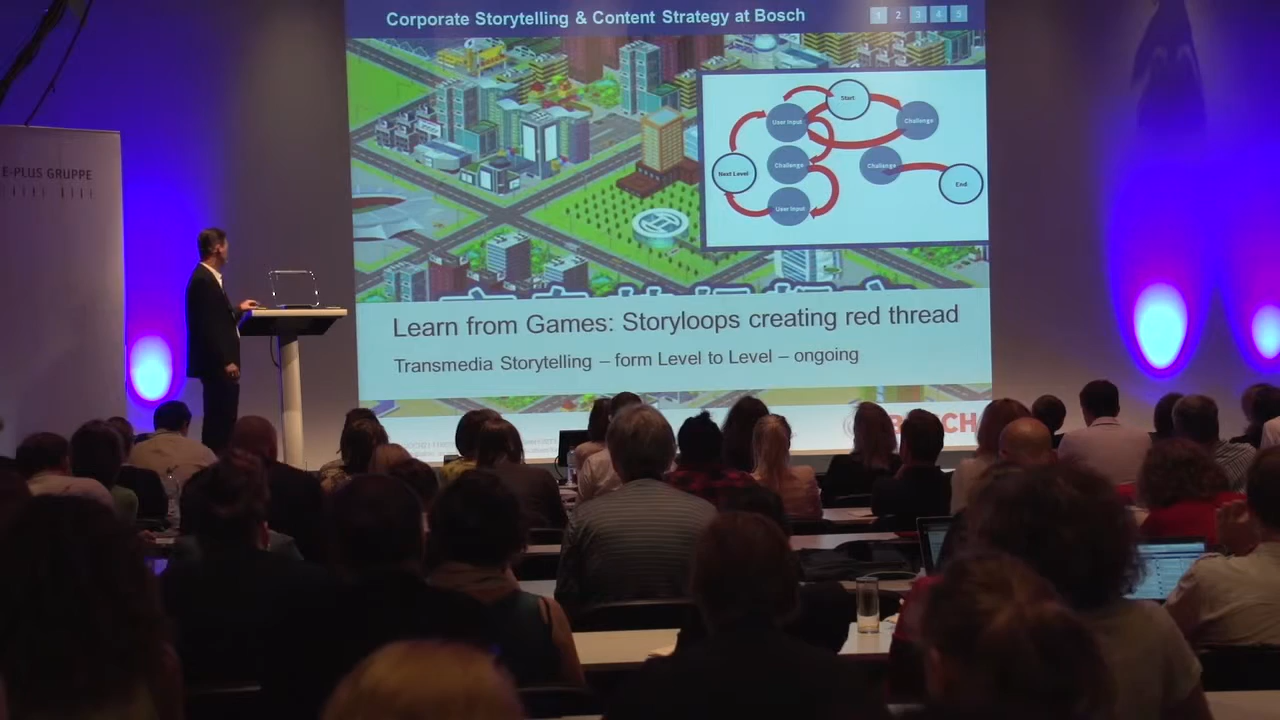 Corporate Storytelling & Content Strategy at Bosch
1 2 3 4 5
E-PLUS GRUPPE
Start
User Input
Challenge
Challenge
Challenge
Next Level
End
User Input
Learn from Games: Storyloops creating red thread
Transmedia Storytelling – form Level to Level – ongoing
BOSCH